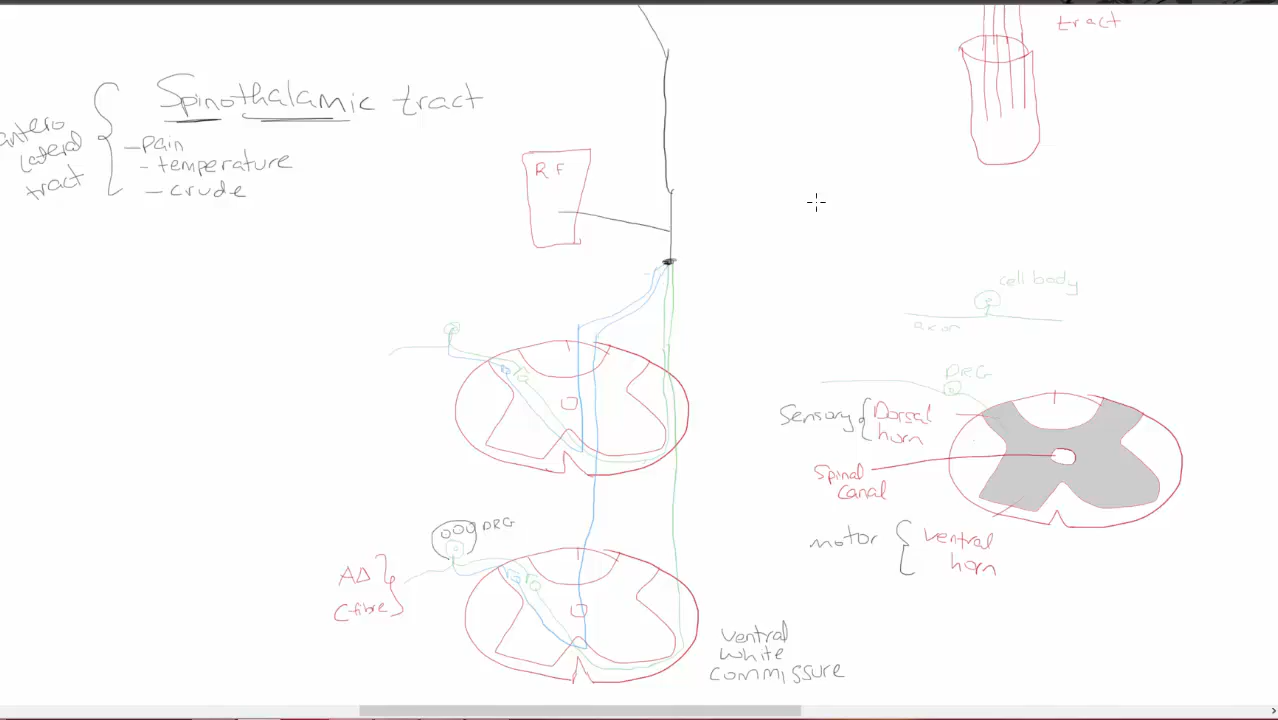 tract
Spinothalamic tract
antero
lateral
tract
-pain
-temperature
-crude
RF
cell body
axon
DRG
Sensory
Dorsal
horn
Spinal
canal
motor
ventral
horn
DRG
AΔ
C-fibre
ventral
white
commissure